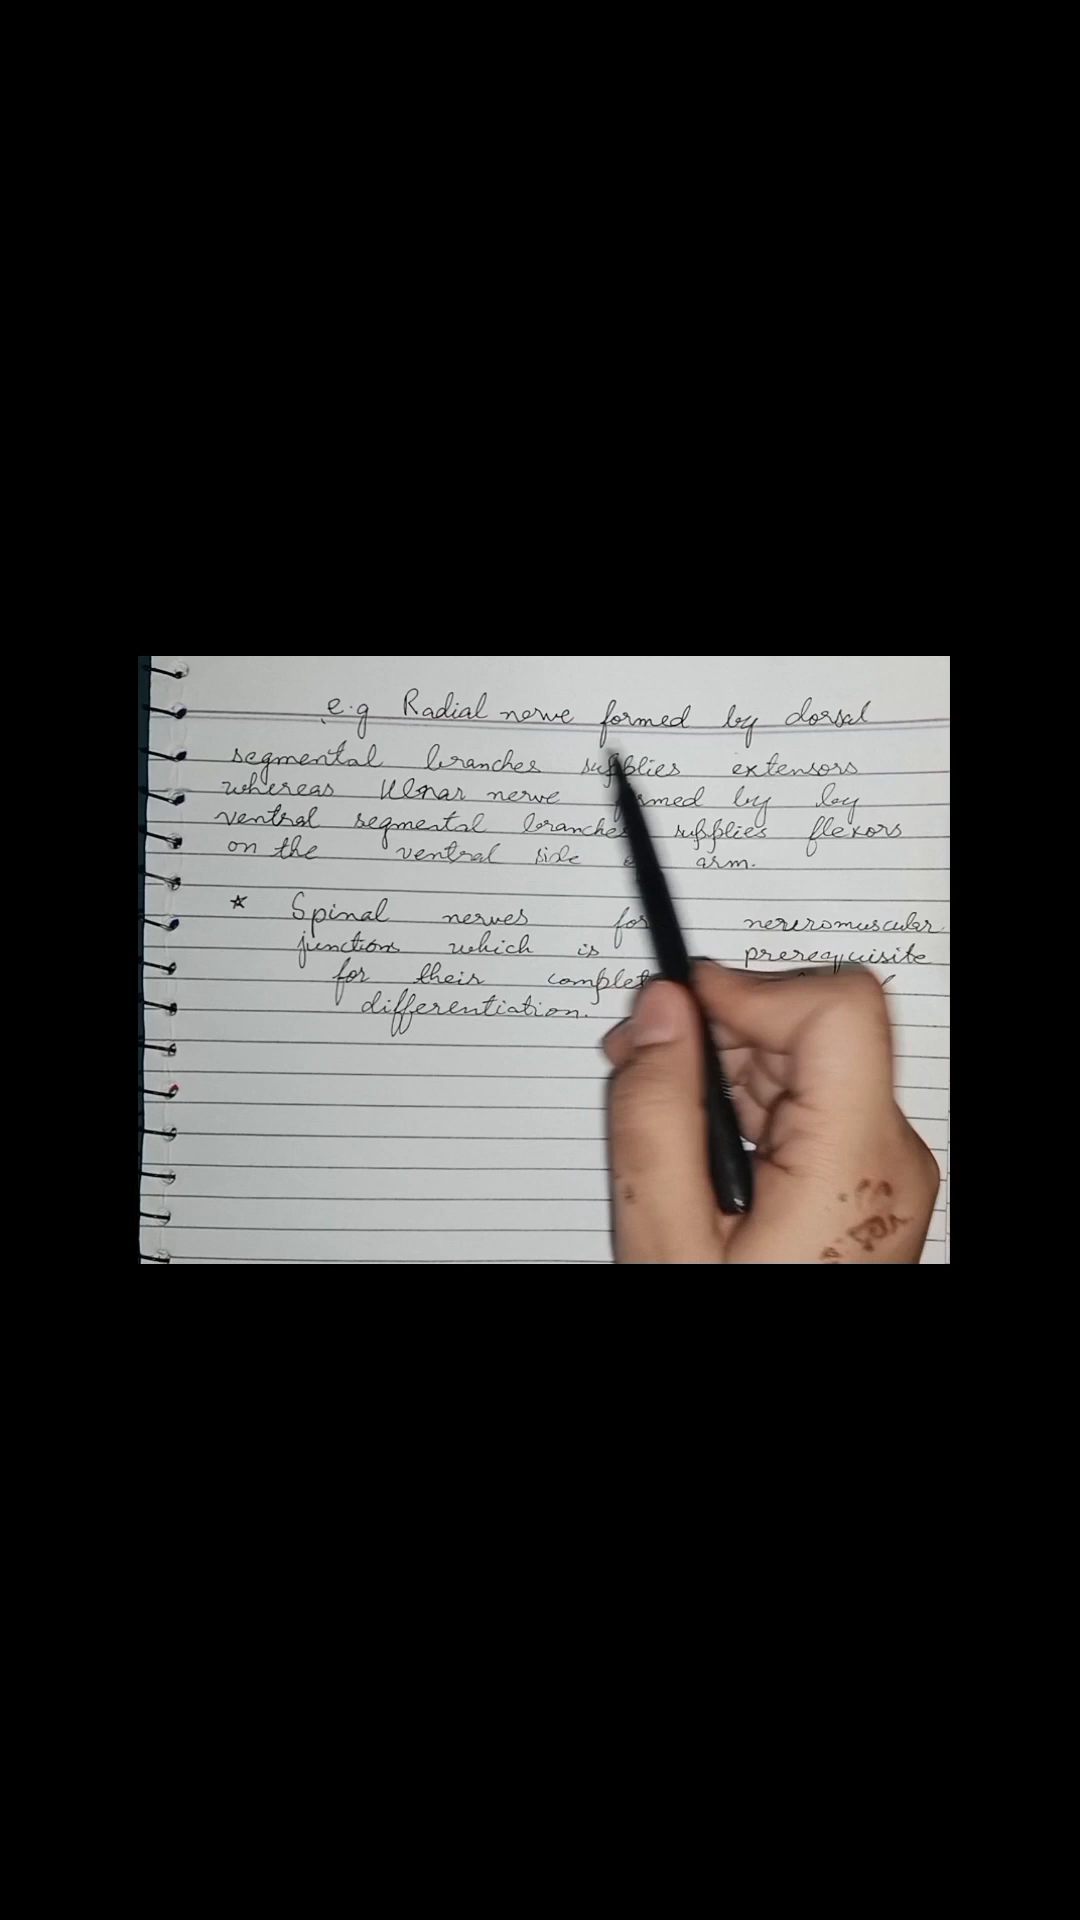 e.g Radial nerve formed by dorsal
segmental branches supplies extensors
whereas Ulnar nerve formed by by
ventral segmental branches supplies flexors
on the ventral side arm.
* Spinal nerves neuromuscular
junctions which is prerequisite
for their
differentiation.